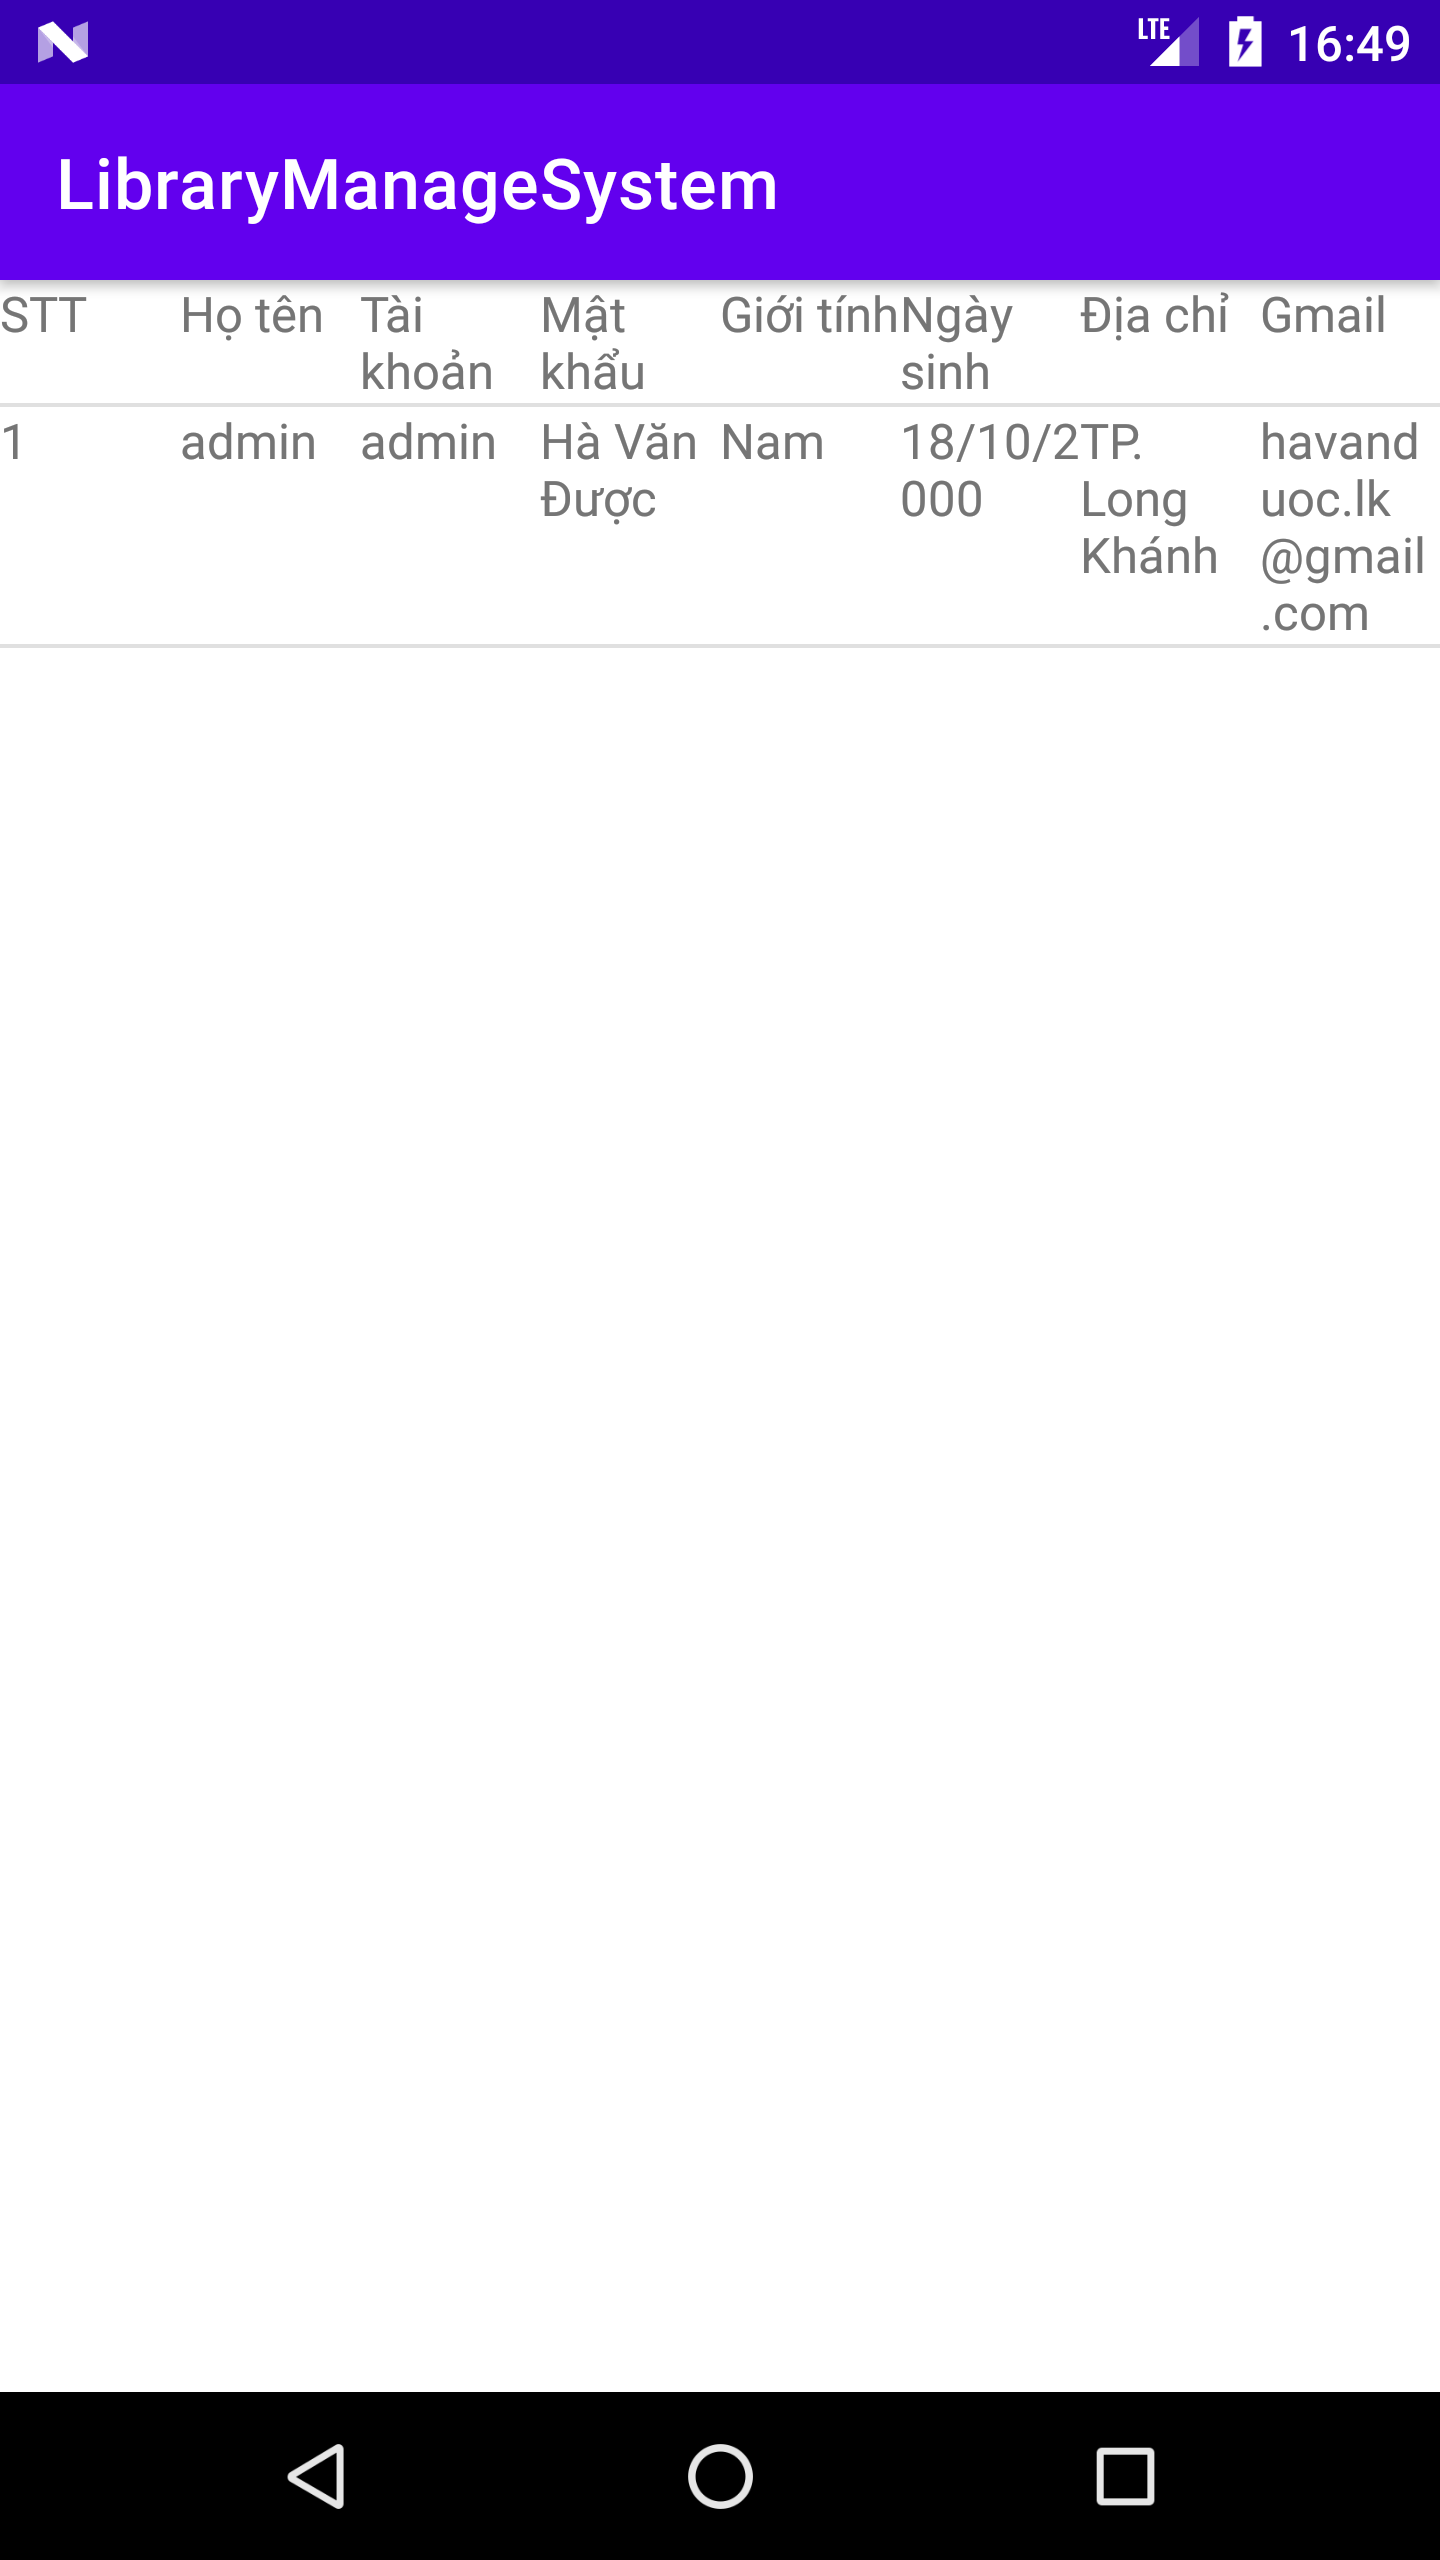 LTE 16:49
LibraryManageSystem
STT Họ tên Tài khoản Mật khẩu Giới tính Ngày sinh Địa chỉ Gmail
1 admin admin Hà Văn Được Nam 18/10/2000 TP. Long Khánh havanduoc.lk@gmail.com